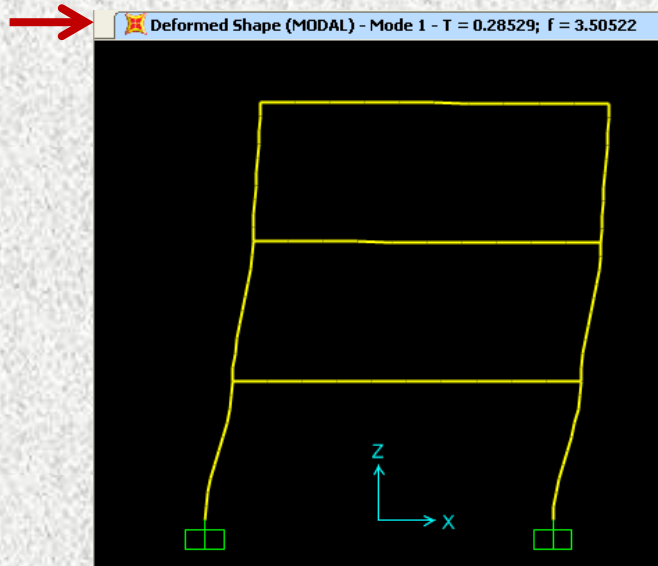 Deformed Shape (MODAL) - Mode 1 - T = 0.28529; f = 3.50522
Z
X